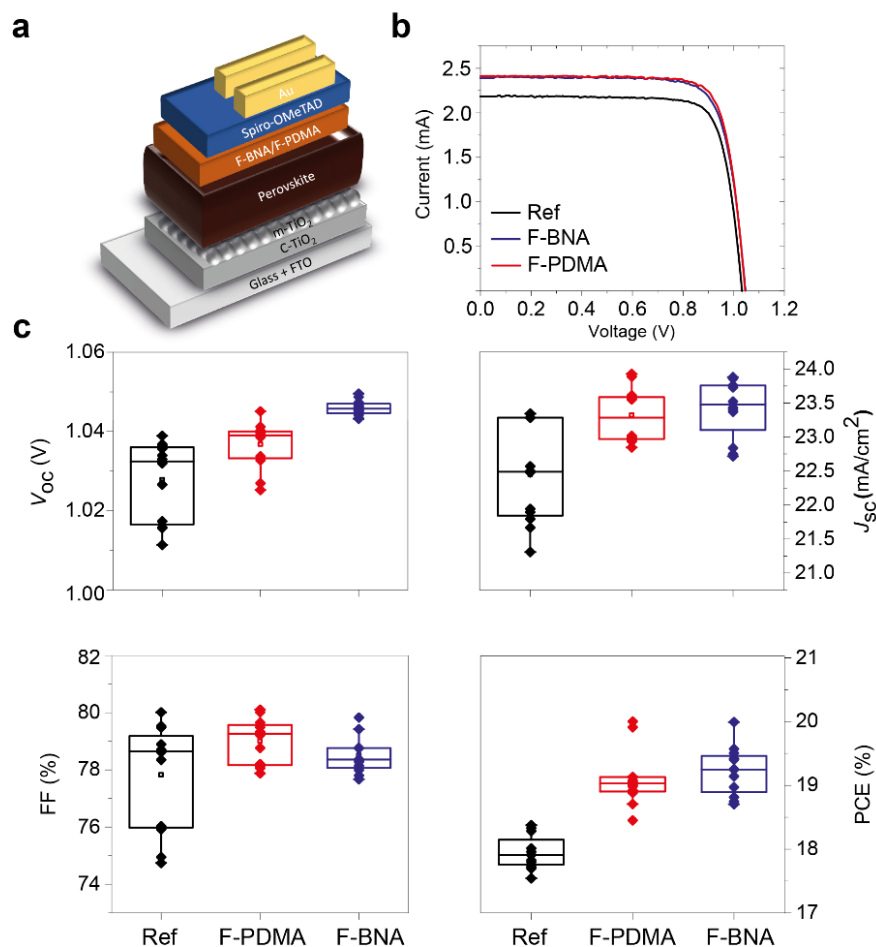 a
Au
Spiro-OMeTAD
F-BNA/F-PDMA
Perovskite
m-TiO₂
C-TiO₂
Glass + FTO
b
2.5
2.0
1.5
1.0
0.5
Current (mA)
Ref
F-BNA
F-PDMA
0.0 0.2 0.4 0.6 0.8 1.0 1.2
Voltage (V)
c
1.06
1.04
1.02
1.00
V_OC (V)
24.0
23.5
23.0
22.5
22.0
21.5
21.0
J_SC (mA/cm²)
82
80
78
76
74
FF (%)
Ref F-PDMA F-BNA
21
20
19
18
17
PCE (%)
Ref F-PDMA F-BNA